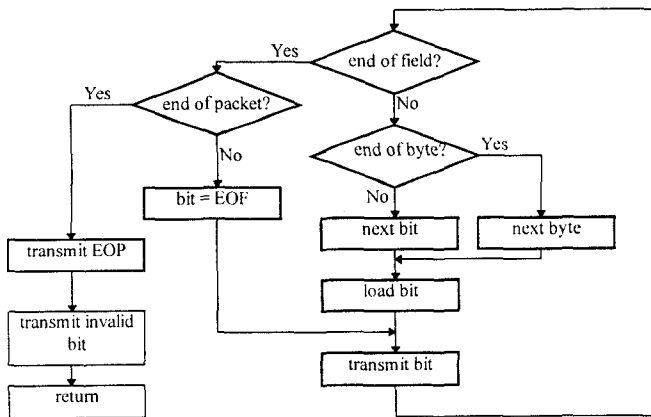 Yes
end of field?
Yes
end of packet?
No
end of byte?
Yes
No
No
bit = EOF
next bit
next byte
transmit EOP
load bit
transmit invalid
bit
transmit bit
return